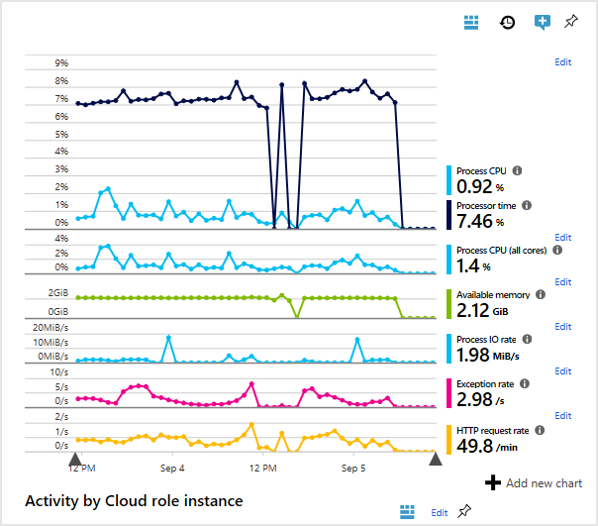 Edit
9%
8%
7%
6%
5%
4%
3%
2%
1%
0%
Process CPU
0.92 %
Processor time
7.46 %
Edit
4%
2%
0%
Process CPU (all cores)
1.4 %
Edit
2GiB
0GiB
Available memory
2.12 GiB
Edit
20MiB/s
10MiB/s
0MiB/s
Process IO rate
1.98 MiB/s
Edit
10/s
5/s
0/s
Exception rate
2.98 /s
Edit
2/s
1/s
0/s
HTTP request rate
49.8 /min
12 PM Sep 4 12 PM Sep 5
Add new chart
Activity by Cloud role instance
Edit